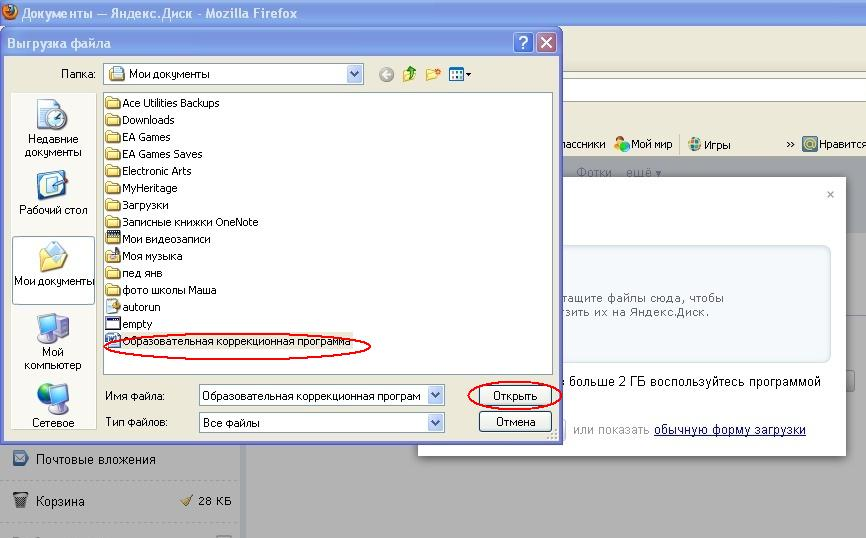 Документы — Яндекс.Диск - Mozilla Firefox
Выгрузка файла
Папка:
Мои документы
Недавние
документы
Рабочий стол
Мои документы
Мой
компьютер
Сетевое
Ace Utilities Backups
Downloads
EA Games
EA Games Saves
Electronic Arts
MyHeritage
Загрузки
Записные книжки OneNote
Мои видеозаписи
Моя музыка
пед янв
фото школы Маша
autorun
empty
Образовательная коррекционная программа
Имя файла:
Образовательная коррекционная програм
Открыть
Тип файлов:
Все файлы
Отмена
лассники
Мой мир
Игры
»
Нравится
Фотки
ещё
×
тащите файлы сюда, чтобы
зить их на Яндекс.Диск.
в больше 2 ГБ воспользуйтесь программой
или показать обычную форму загрузки
Почтовые вложения
Корзина
28 КБ